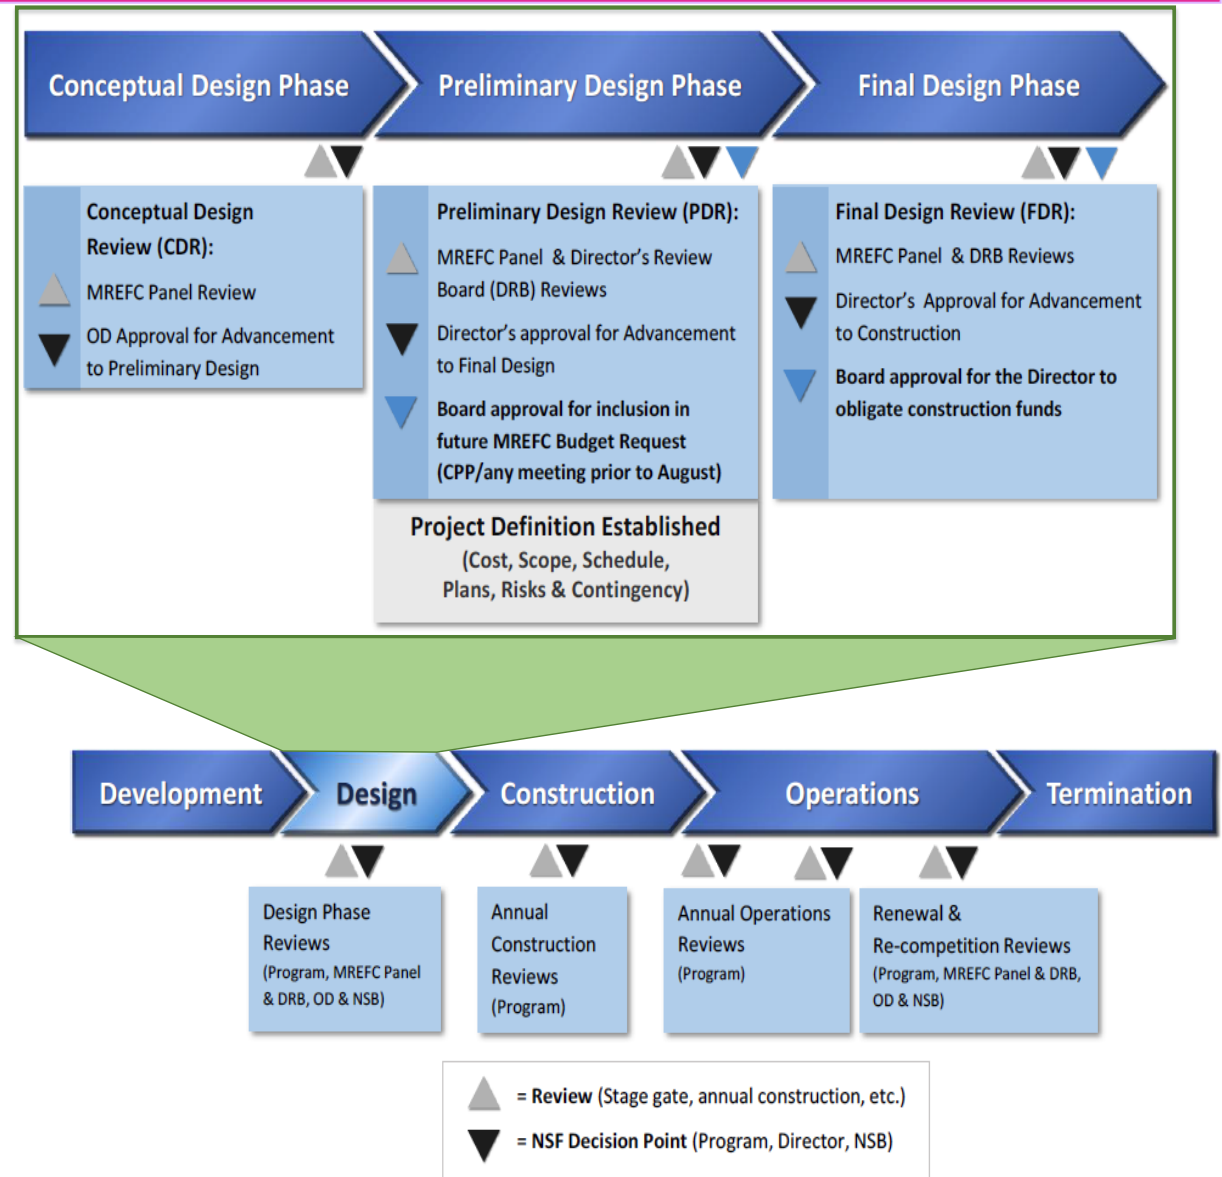 Conceptual Design Phase
Preliminary Design Phase
Final Design Phase
Conceptual Design
Review (CDR):
MREFC Panel Review
OD Approval for Advancement
to Preliminary Design
Preliminary Design Review (PDR):
MREFC Panel & Director's Review
Board (DRB) Reviews
Director's approval for Advancement
to Final Design
Board approval for inclusion in
future MREFC Budget Request
(CPP/any meeting prior to August)
Project Definition Established
(Cost, Scope, Schedule,
Plans, Risks & Contingency)
Final Design Review (FDR):
MREFC Panel & DRB Reviews
Director's Approval for Advancement
to Construction
Board approval for the Director to
obligate construction funds
Development
Design
Construction
Operations
Termination
Design Phase
Reviews
(Program, MREFC Panel
& DRB, OD & NSB)
Annual
Construction
Reviews
(Program)
Annual Operations
Reviews
(Program)
Renewal &
Re-competition Reviews
(Program, MREFC Panel & DRB,
OD & NSB)
= Review (Stage gate, annual construction, etc.)
= NSF Decision Point (Program, Director, NSB)